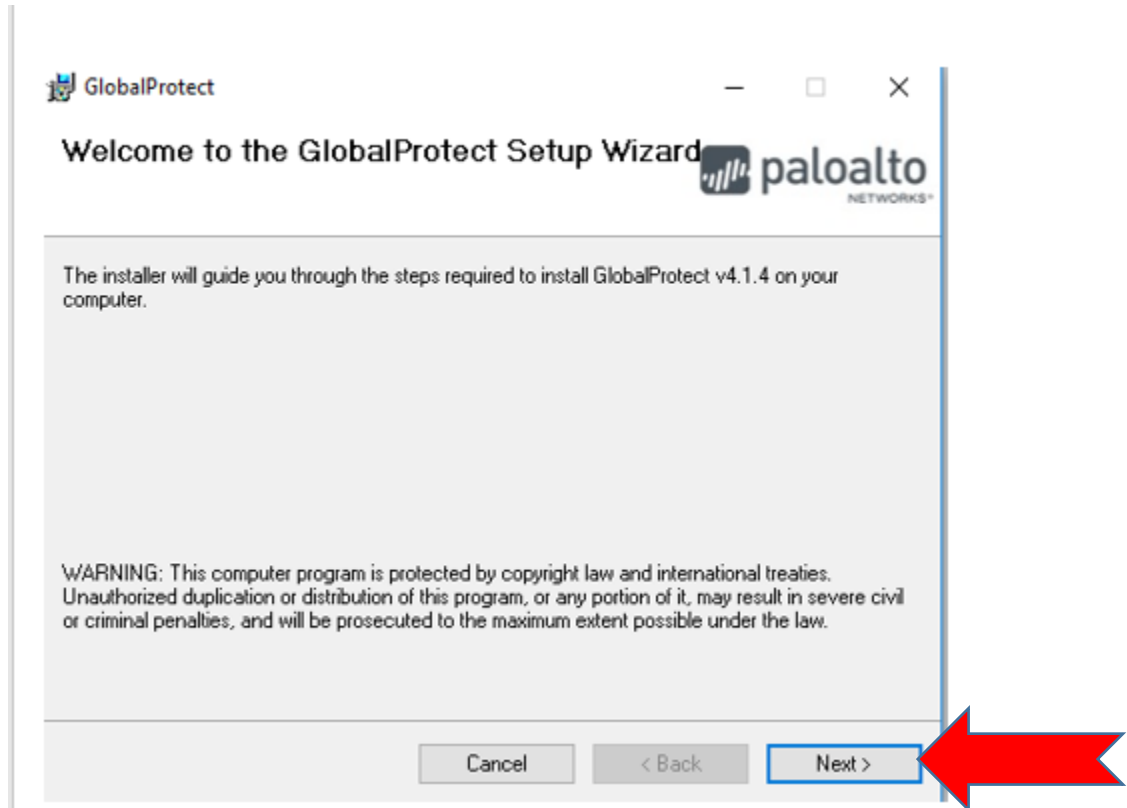 GlobalProtect
Welcome to the GlobalProtect Setup Wizard
paloalto
NETWORKS
The installer will guide you through the steps required to install GlobalProtect v4.1.4 on your
computer.
WARNING: This computer program is protected by copyright law and international treaties.
Unauthorized duplication or distribution of this program, or any portion of it, may result in severe civil
or criminal penalties, and will be prosecuted to the maximum extent possible under the law.
Cancel
< Back
Next >